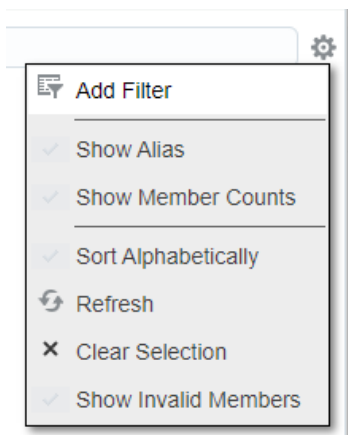 Add Filter
Show Alias
Show Member Counts
Sort Alphabetically
Refresh
Clear Selection
Show Invalid Members